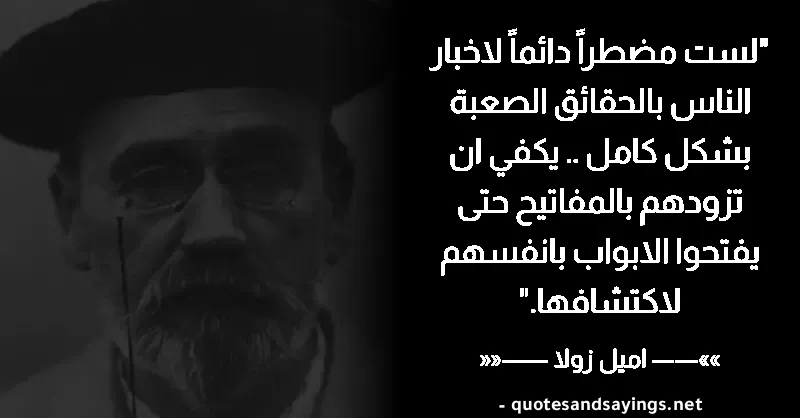 "لست مضطراً دائماً لاخبار
الناس بالحقائق الصعبة
بشكل كامل .. يكفي ان
تزودهم بالمفاتيح حتى
يفتحوا الابواب بانفسهم
لاكتشافها."
»»—— اميل زولا ——««
- quotesandsayings.net